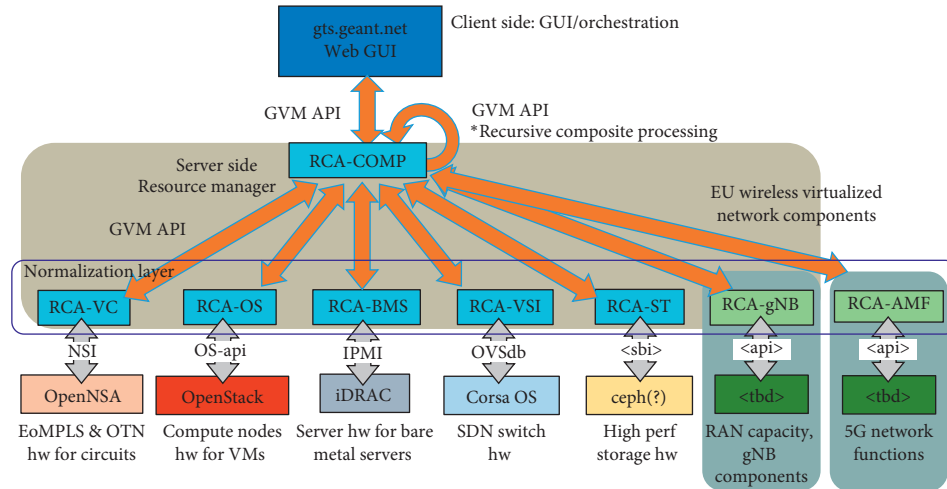 gts.geant.net
Web GUI
Client side: GUI/orchestration
GVM API
GVM API
*Recursive composite processing
RCA-COMP
Server side
Resource manager
EU wireless virtualized
network components
GVM API
Normalization layer
RCA-VC
RCA-OS
RCA-BMS
RCA-VSI
RCA-ST
RCA-gNB
RCA-AMF
NSI
OS-api
IPMI
OVSdb
<sbi>
<api>
<api>
OpenNSA
OpenStack
iDRAC
Corsa OS
ceph(?)
<tbd>
<tbd>
EoMPLS & OTN
hw for circuits
Compute nodes
hw for VMs
Server hw for bare
metal servers
SDN switch
hw
High perf
storage hw
RAN capacity,
gNB
components
5G network
functions